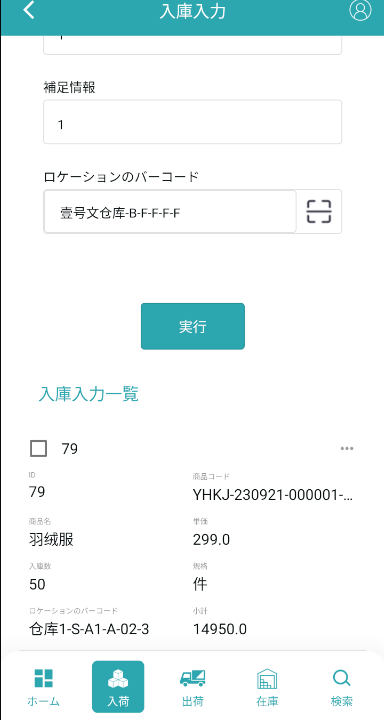 入庫入力
補足情報
1
ロケーションのバーコード
壹号文仓库-B-F-F-F-F
実行
入庫入力一覧
79
ID
商品コード
79
YHKJ-230921-000001-...
商品名
単価
羽绒服
299.0
入庫数
規格
50
件
ロケーションのバーコード
小計
仓库1-S-A1-A-02-3
14950.0
ホーム
入荷
出荷
在庫
検索